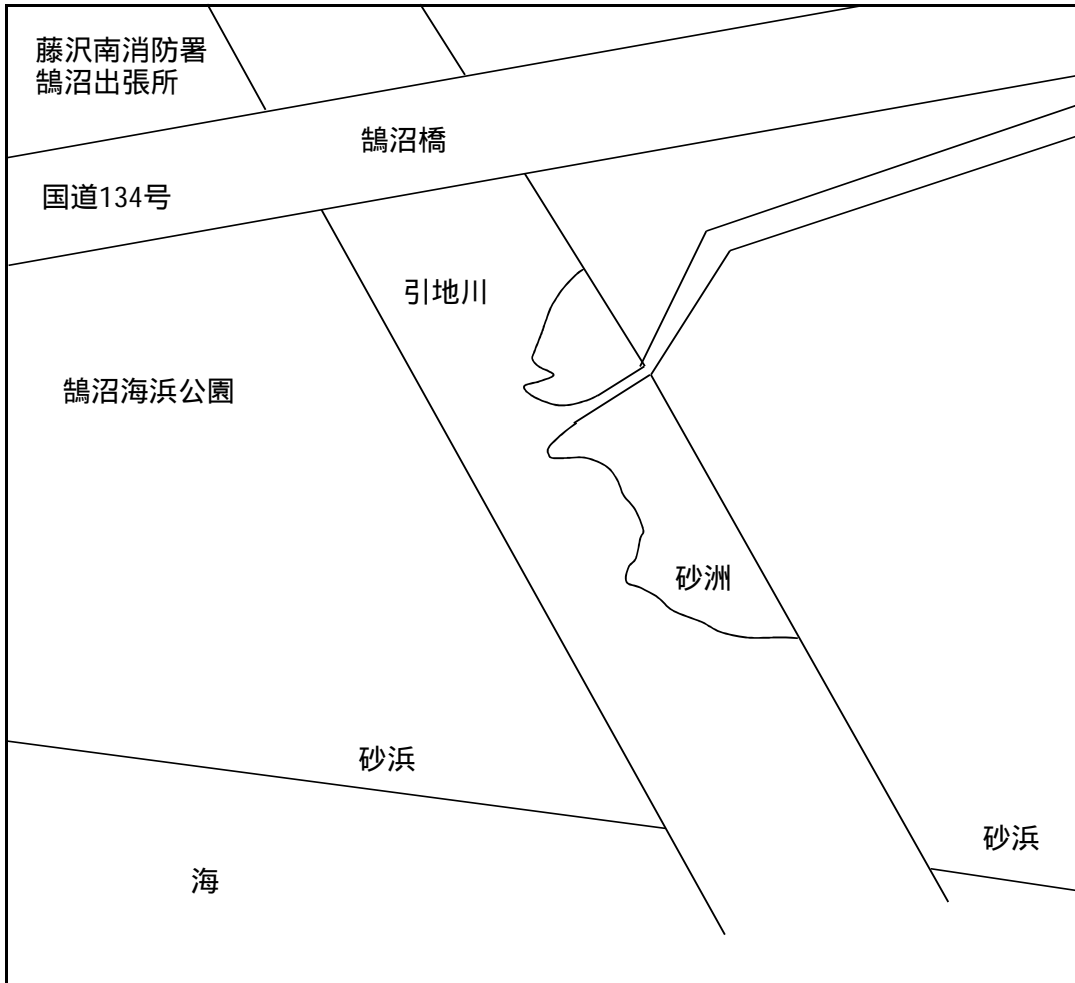 藤沢南消防署
鵠沼出張所
鵠沼橋
国道134号
引地川
鵠沼海浜公園
砂洲
砂浜
砂浜
海